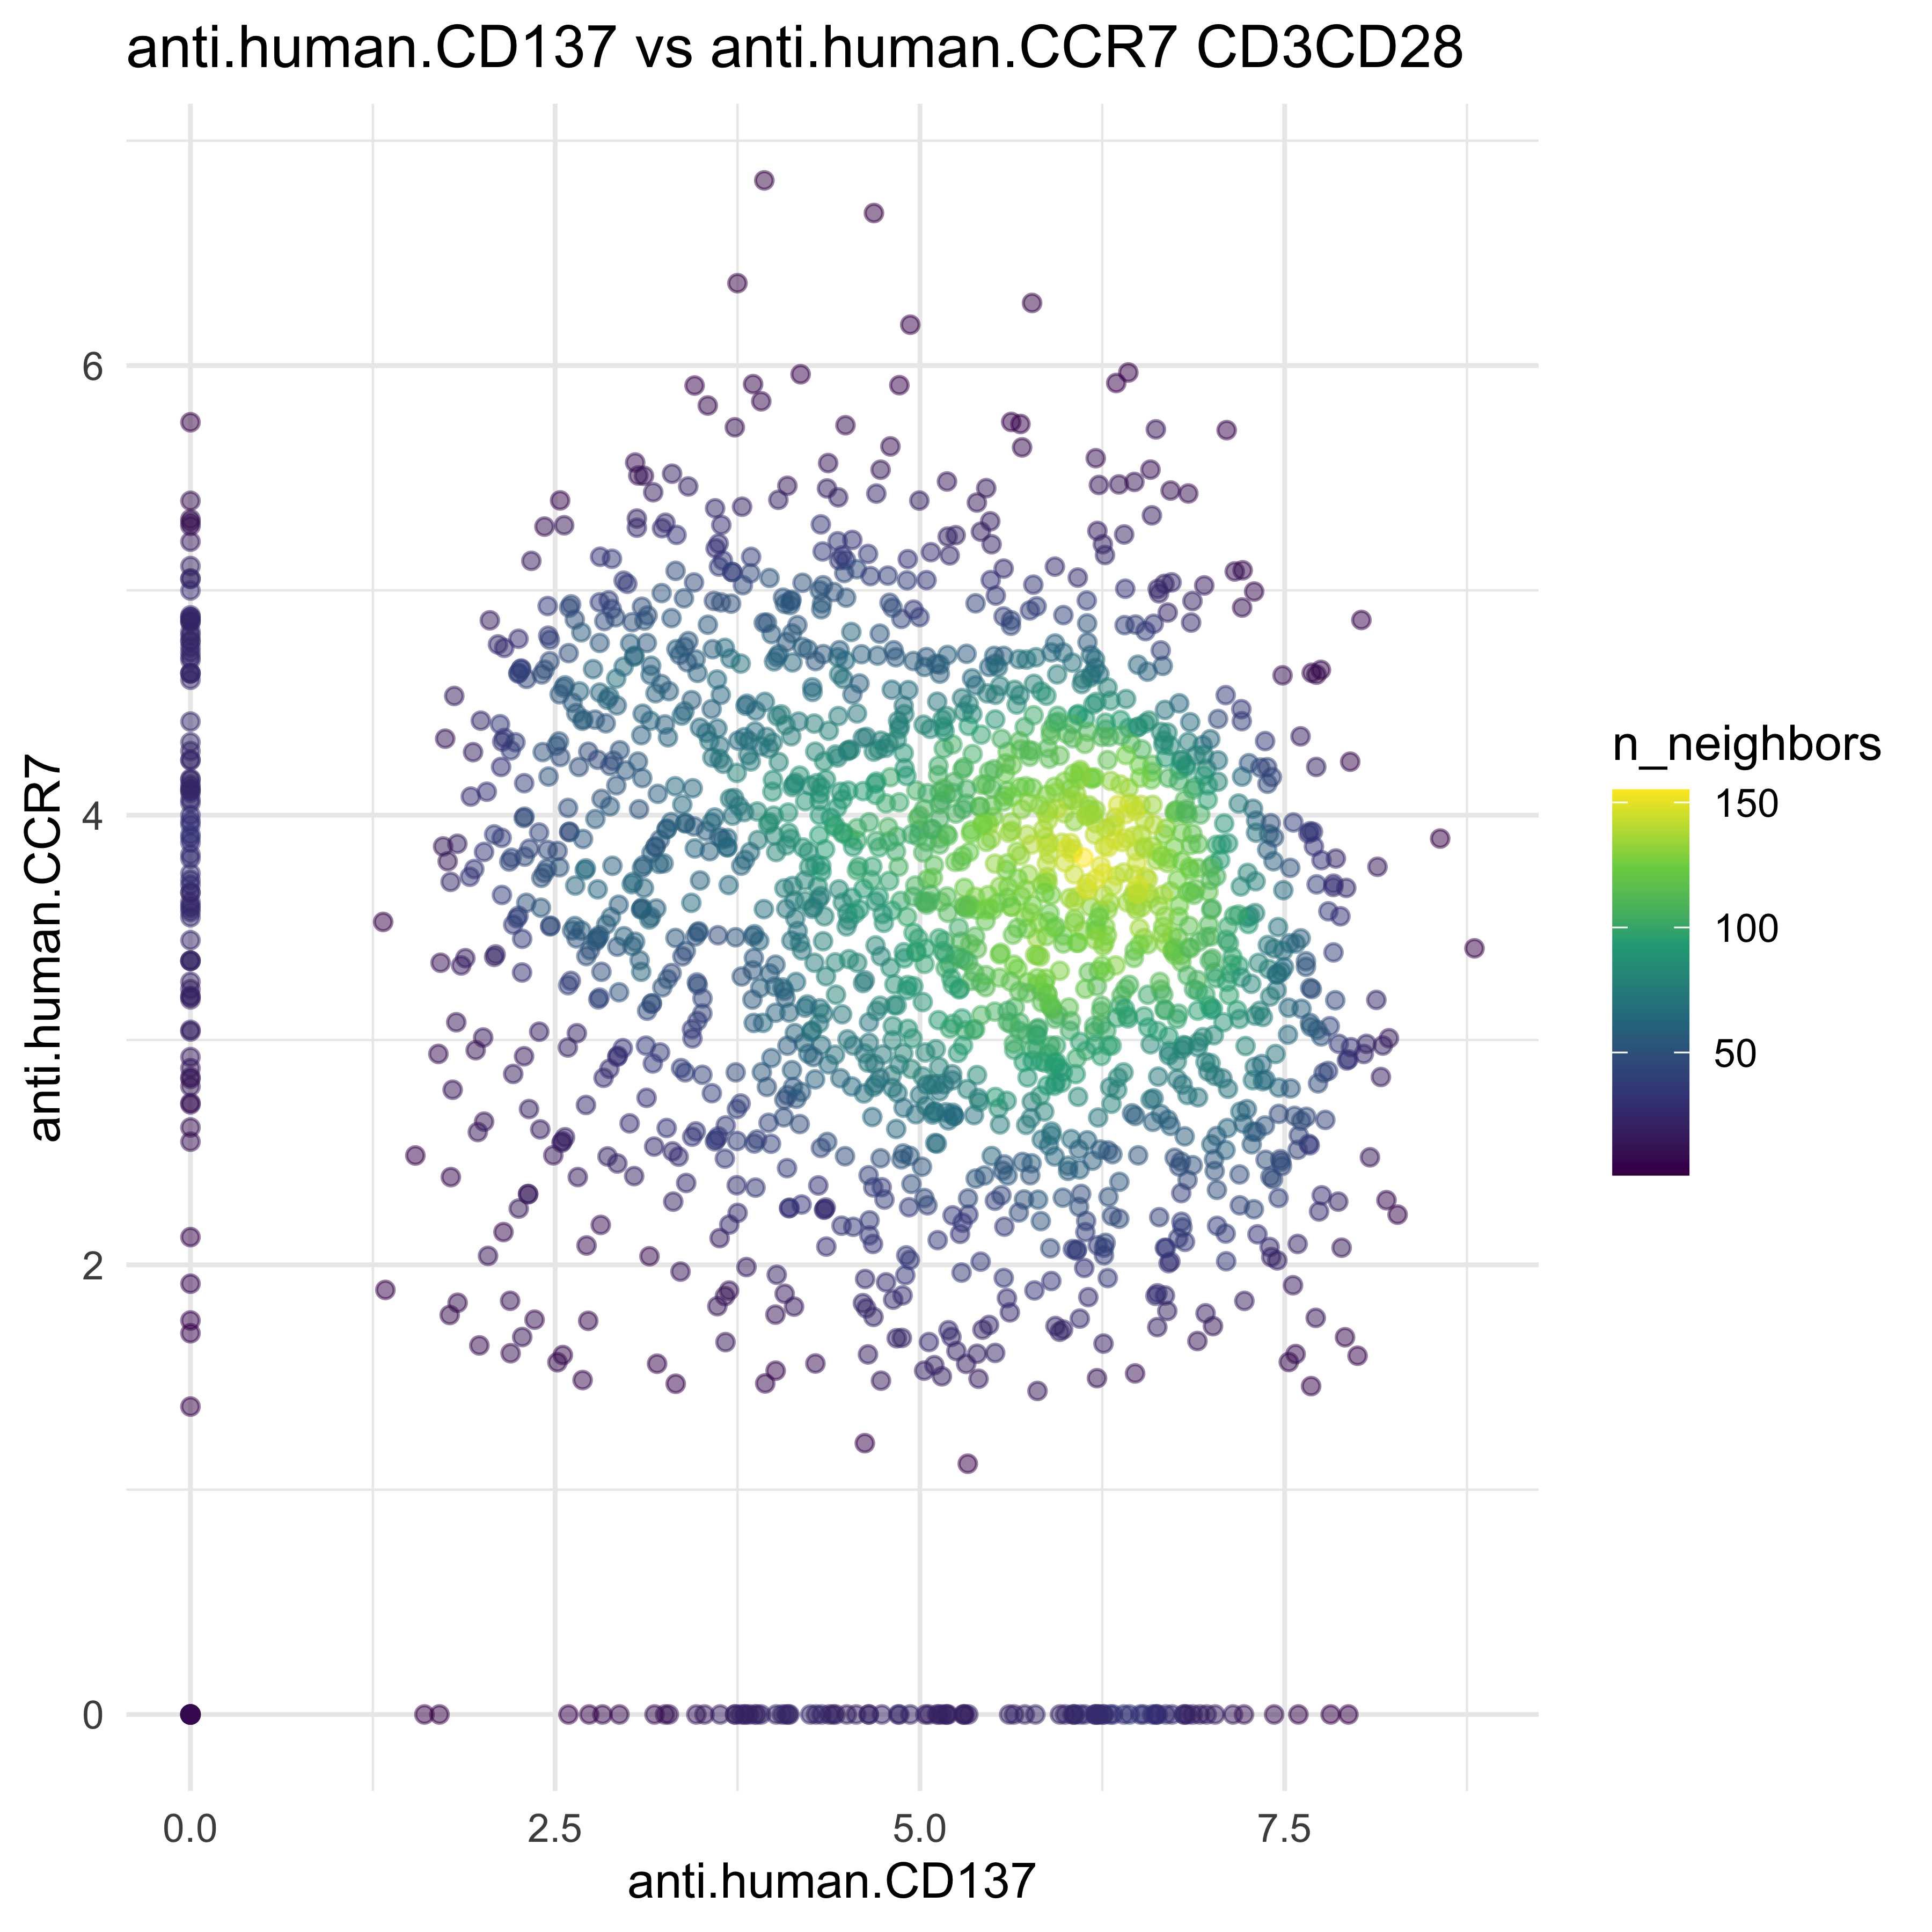 anti.human.CD137 vs anti.human.CCR7 CD3CD28
anti.human.CCR7
6
4
2
0
0.0 2.5 5.0 7.5
anti.human.CD137
n_neighbors
150
100
50